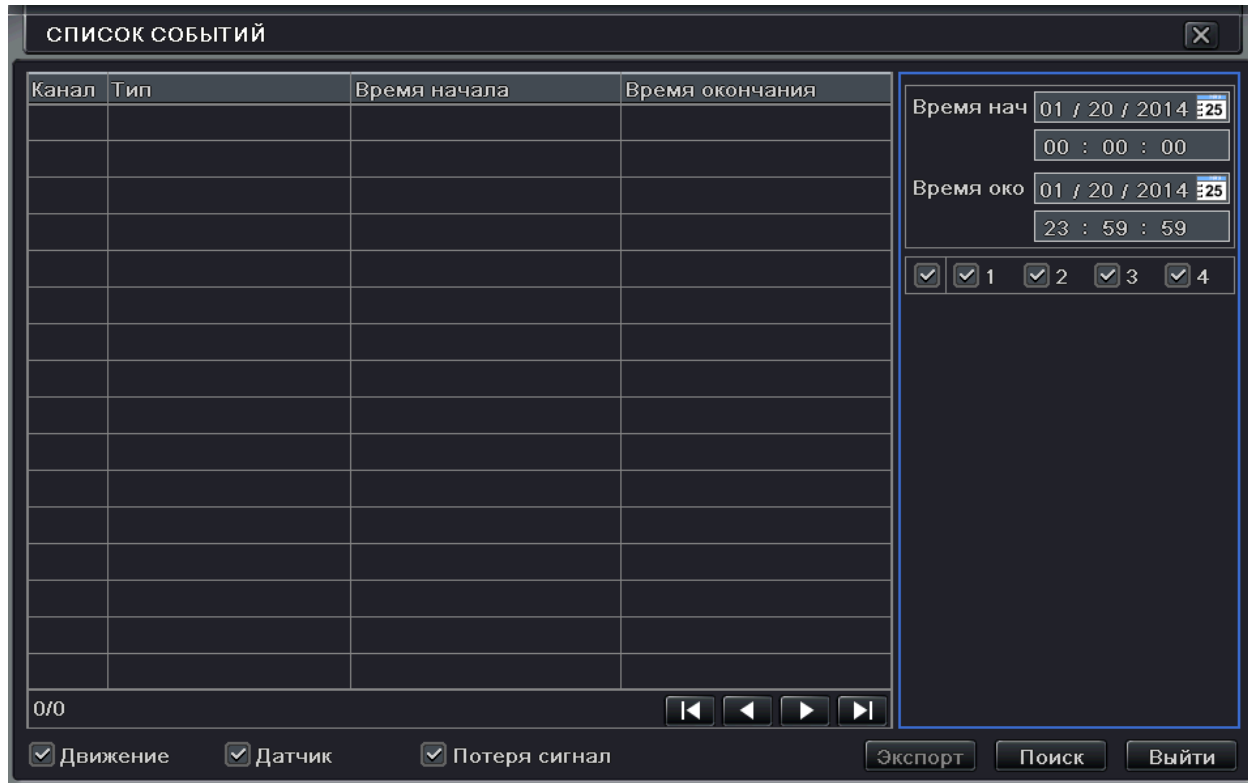 СПИСОК СОБЫТИЙ
Канал Тип Время начала Время окончания
Время нач 01 / 20 / 2014 25
00 : 00 : 00
Время око 01 / 20 / 2014 25
23 : 59 : 59
1 2 3 4
0/0
Движение Датчик Потеря сигнал Экспорт Поиск Выйти